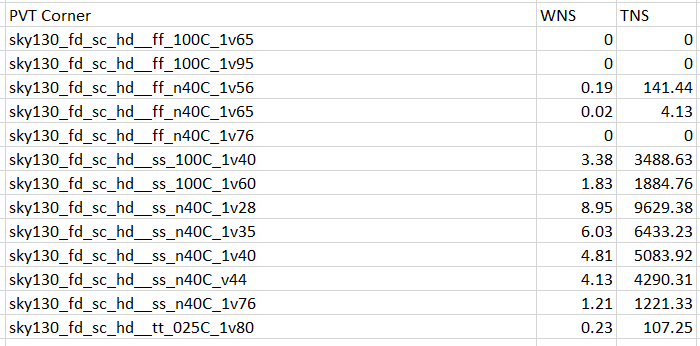 PVT Corner WNS TNS
sky130_fd_sc_hd__ff_100C_1v65 0 0
sky130_fd_sc_hd__ff_100C_1v95 0 0
sky130_fd_sc_hd__ff_n40C_1v56 0.19 141.44
sky130_fd_sc_hd__ff_n40C_1v65 0.02 4.13
sky130_fd_sc_hd__ff_n40C_1v76 0 0
sky130_fd_sc_hd__ss_100C_1v40 3.38 3488.63
sky130_fd_sc_hd__ss_100C_1v60 1.83 1884.76
sky130_fd_sc_hd__ss_n40C_1v28 8.95 9629.38
sky130_fd_sc_hd__ss_n40C_1v35 6.03 6433.23
sky130_fd_sc_hd__ss_n40C_1v40 4.81 5083.92
sky130_fd_sc_hd__ss_n40C_v44 4.13 4290.31
sky130_fd_sc_hd__ss_n40C_1v76 1.21 1221.33
sky130_fd_sc_hd__tt_025C_1v80 0.23 107.25